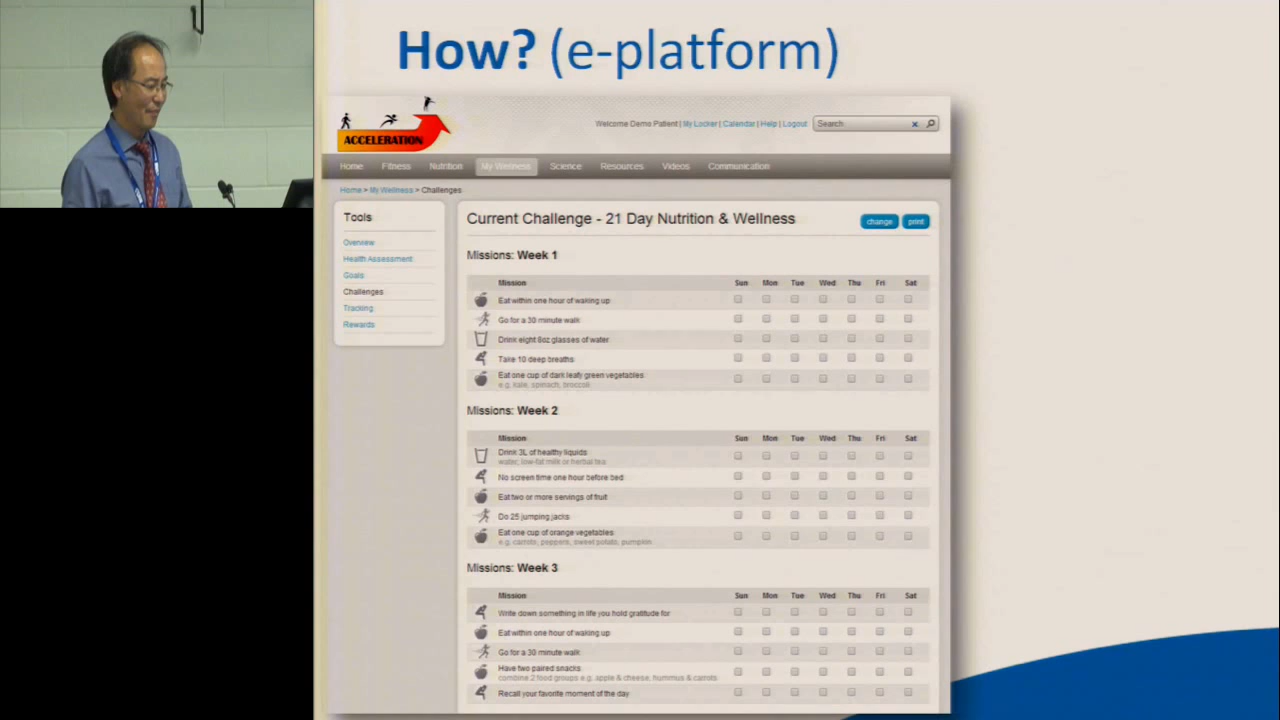 How? (e-platform)
ACCELERATION
Welcome Demo Patient | My Locker | Calendar | Help | Logout
Search
Home Fitness Nutrition My Wellness Science Resources Videos Communication
Home > My Wellness > Challenges
Tools
Overview
Health Assessment
Goals
Challenges
Tracking
Rewards
Current Challenge - 21 Day Nutrition & Wellness
change print
Missions: Week 1
Mission Sun Mon Tue Wed Thu Fri Sat
Eat within one hour of waking up
Go for a 30 minute walk
Drink eight 8oz glasses of water
Take 10 deep breaths
Eat one cup of dark leafy green vegetables
e.g. kale, spinach, broccoli
Missions: Week 2
Mission Sun Mon Tue Wed Thu Fri Sat
Drink 3L of healthy liquids
water, low-fat milk or herbal tea
No screen time one hour before bed
Eat two or more servings of fruit
Do 25 jumping jacks
Eat one cup of orange vegetables
e.g. carrots, peppers, sweet potato, pumpkin
Missions: Week 3
Mission Sun Mon Tue Wed Thu Fri Sat
Write down something in life you hold gratitude for
Eat within one hour of waking up
Go for a 30 minute walk
Have two paired snacks
combine 2 food groups e.g. apple & cheese, hummus & carrots
Recall your favorite moment of the day